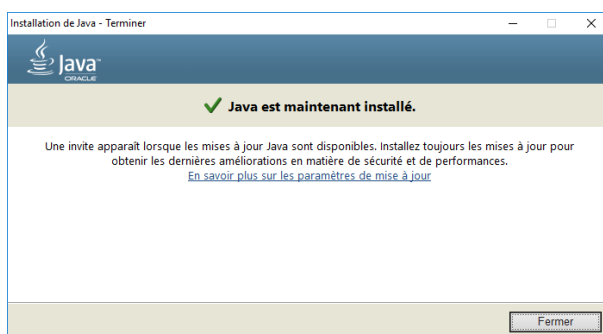 Installation de Java - Terminer
Java™
ORACLE
Java est maintenant installé.
Une invite apparaît lorsque les mises à jour Java sont disponibles. Installez toujours les mises à jour pour
obtenir les dernières améliorations en matière de sécurité et de performances.
En savoir plus sur les paramètres de mise à jour
Fermer